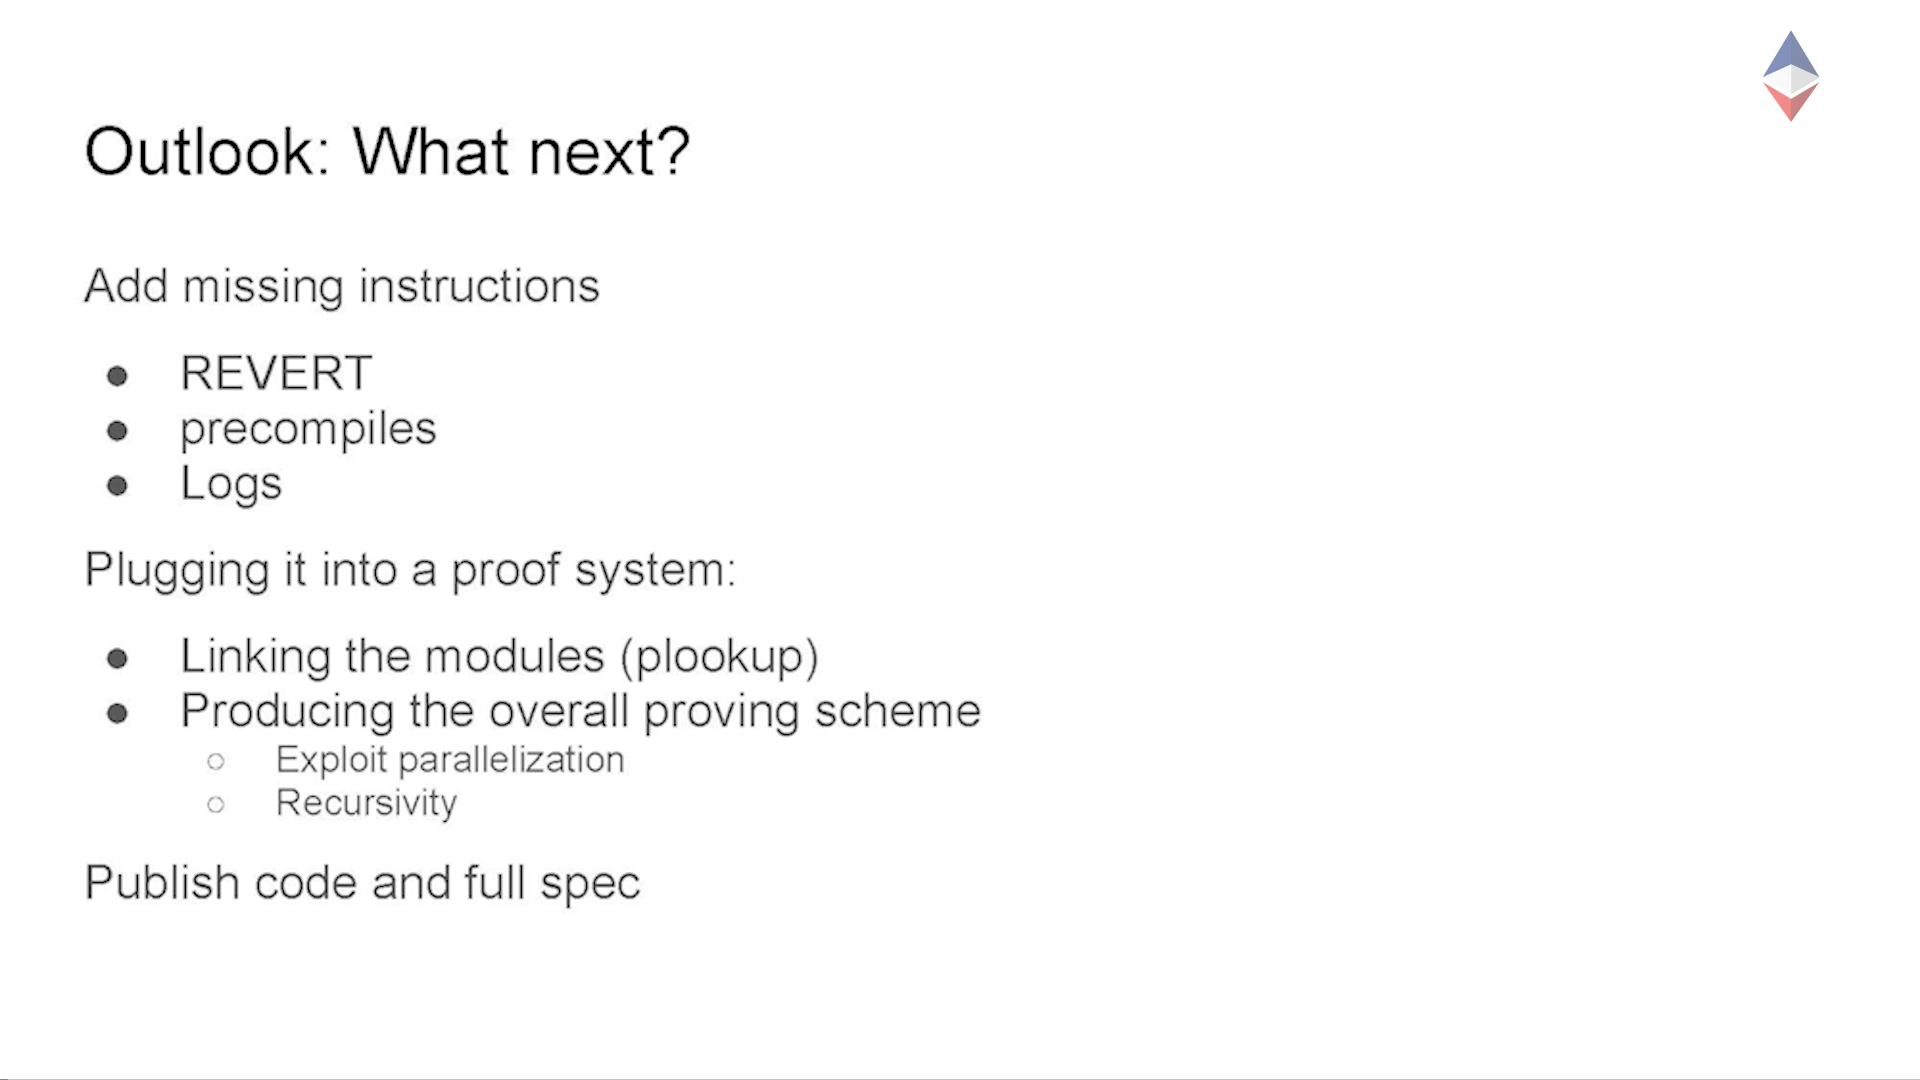 Outlook: What next?
Add missing instructions
● REVERT
● precompiles
● Logs
Plugging it into a proof system:
● Linking the modules (plookup)
● Producing the overall proving scheme
○ Exploit parallelization
○ Recursivity
Publish code and full spec